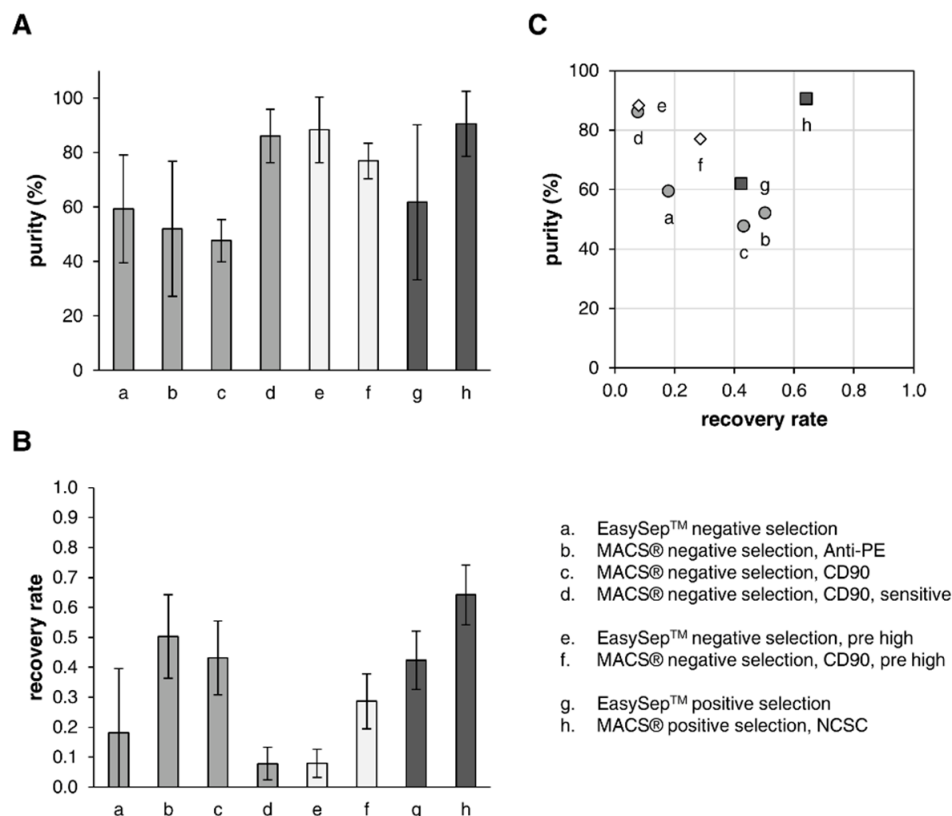 A
purity (%)
100
80
60
40
20
0
a b c d e f g h
C
purity (%)
100
80
60
40
20
0
e
d
f
h
g
a
b
c
0.0 0.2 0.4 0.6 0.8 1.0
recovery rate
B
recovery rate
1.0
0.9
0.8
0.7
0.6
0.5
0.4
0.3
0.2
0.1
0.0
a b c d e f g h
a. EasySep™ negative selection
b. MACS® negative selection, Anti-PE
c. MACS® negative selection, CD90
d. MACS® negative selection, CD90, sensitive
e. EasySep™ negative selection, pre high
f. MACS® negative selection, CD90, pre high
g. EasySep™ positive selection
h. MACS® positive selection, NCSC